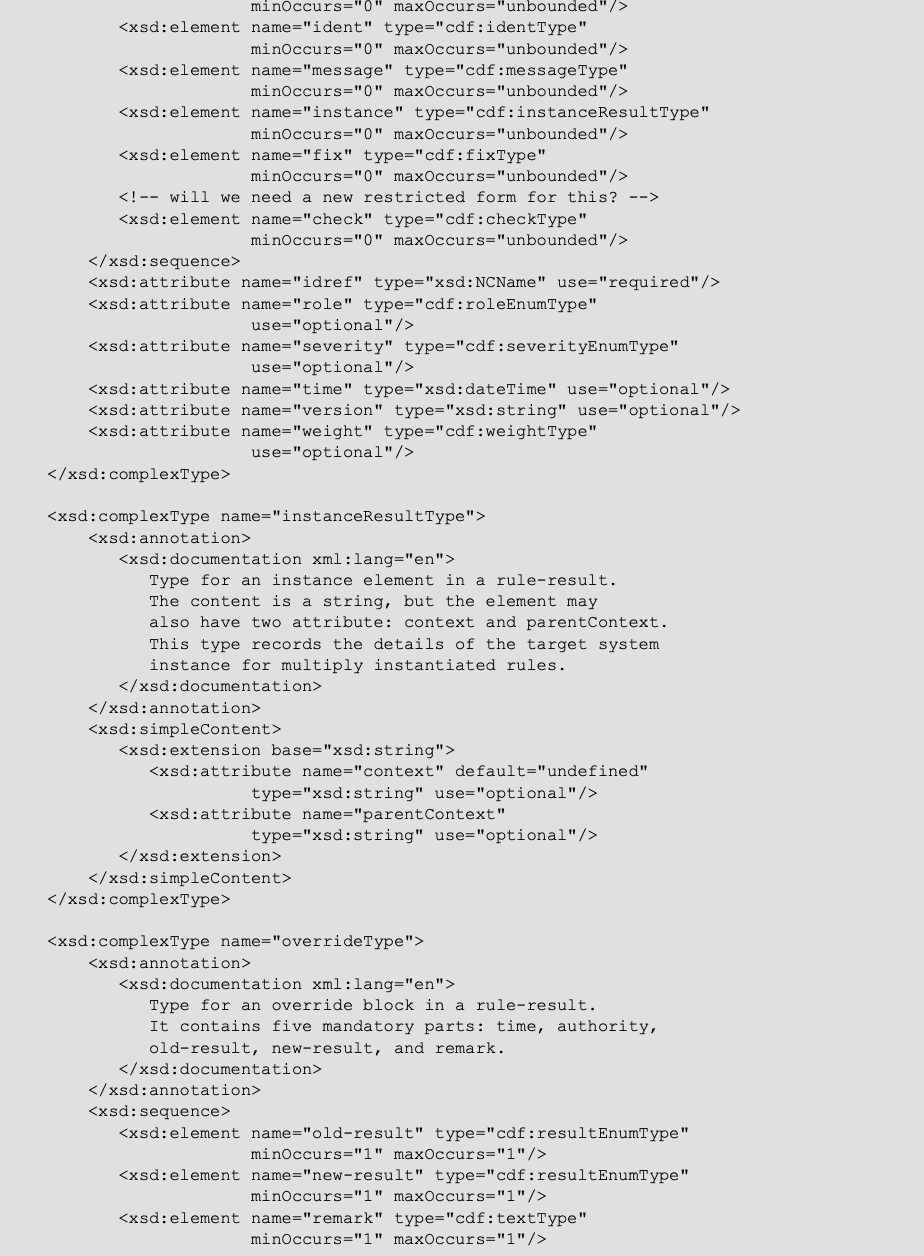 minOccurs="0" maxOccurs="unbounded"/>
<xsd:element name="ident" type="cdf:identType"
minOccurs="0" maxOccurs="unbounded"/>
<xsd:element name="message" type="cdf:messageType"
minOccurs="0" maxOccurs="unbounded"/>
<xsd:element name="instance" type="cdf:instanceResultType"
minOccurs="0" maxOccurs="unbounded"/>
<xsd:element name="fix" type="cdf:fixType"
minOccurs="0" maxOccurs="unbounded"/>
<!-- will we need a new restricted form for this? -->
<xsd:element name="check" type="cdf:checkType"
minOccurs="0" maxOccurs="unbounded"/>
</xsd:sequence>
<xsd:attribute name="idref" type="xsd:NCName" use="required"/>
<xsd:attribute name="role" type="cdf:roleEnumType"
use="optional"/>
<xsd:attribute name="severity" type="cdf:severityEnumType"
use="optional"/>
<xsd:attribute name="time" type="xsd:dateTime" use="optional"/>
<xsd:attribute name="version" type="xsd:string" use="optional"/>
<xsd:attribute name="weight" type="cdf:weightType"
use="optional"/>
</xsd:complexType>
<xsd:complexType name="instanceResultType">
<xsd:annotation>
<xsd:documentation xml:lang="en">
Type for an instance element in a rule-result.
The content is a string, but the element may
also have two attribute: context and parentContext.
This type records the details of the target system
instance for multiply instantiated rules.
</xsd:documentation>
</xsd:annotation>
<xsd:simpleContent>
<xsd:extension base="xsd:string">
<xsd:attribute name="context" default="undefined"
type="xsd:string" use="optional"/>
<xsd:attribute name="parentContext"
type="xsd:string" use="optional"/>
</xsd:extension>
</xsd:simpleContent>
</xsd:complexType>
<xsd:complexType name="overrideType">
<xsd:annotation>
<xsd:documentation xml:lang="en">
Type for an override block in a rule-result.
It contains five mandatory parts: time, authority,
old-result, new-result, and remark.
</xsd:documentation>
</xsd:annotation>
<xsd:sequence>
<xsd:element name="old-result" type="cdf:resultEnumType"
minOccurs="1" maxOccurs="1"/>
<xsd:element name="new-result" type="cdf:resultEnumType"
minOccurs="1" maxOccurs="1"/>
<xsd:element name="remark" type="cdf:textType"
minOccurs="1" maxOccurs="1"/>